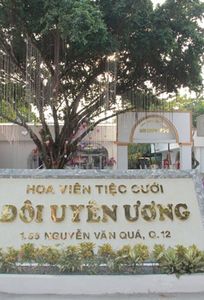 HOA VIÊN TIỆC CƯỚI
ĐÔI UYÊN ƯƠNG
1.55 NGUYỄN VĂN QUÁ, Q.12